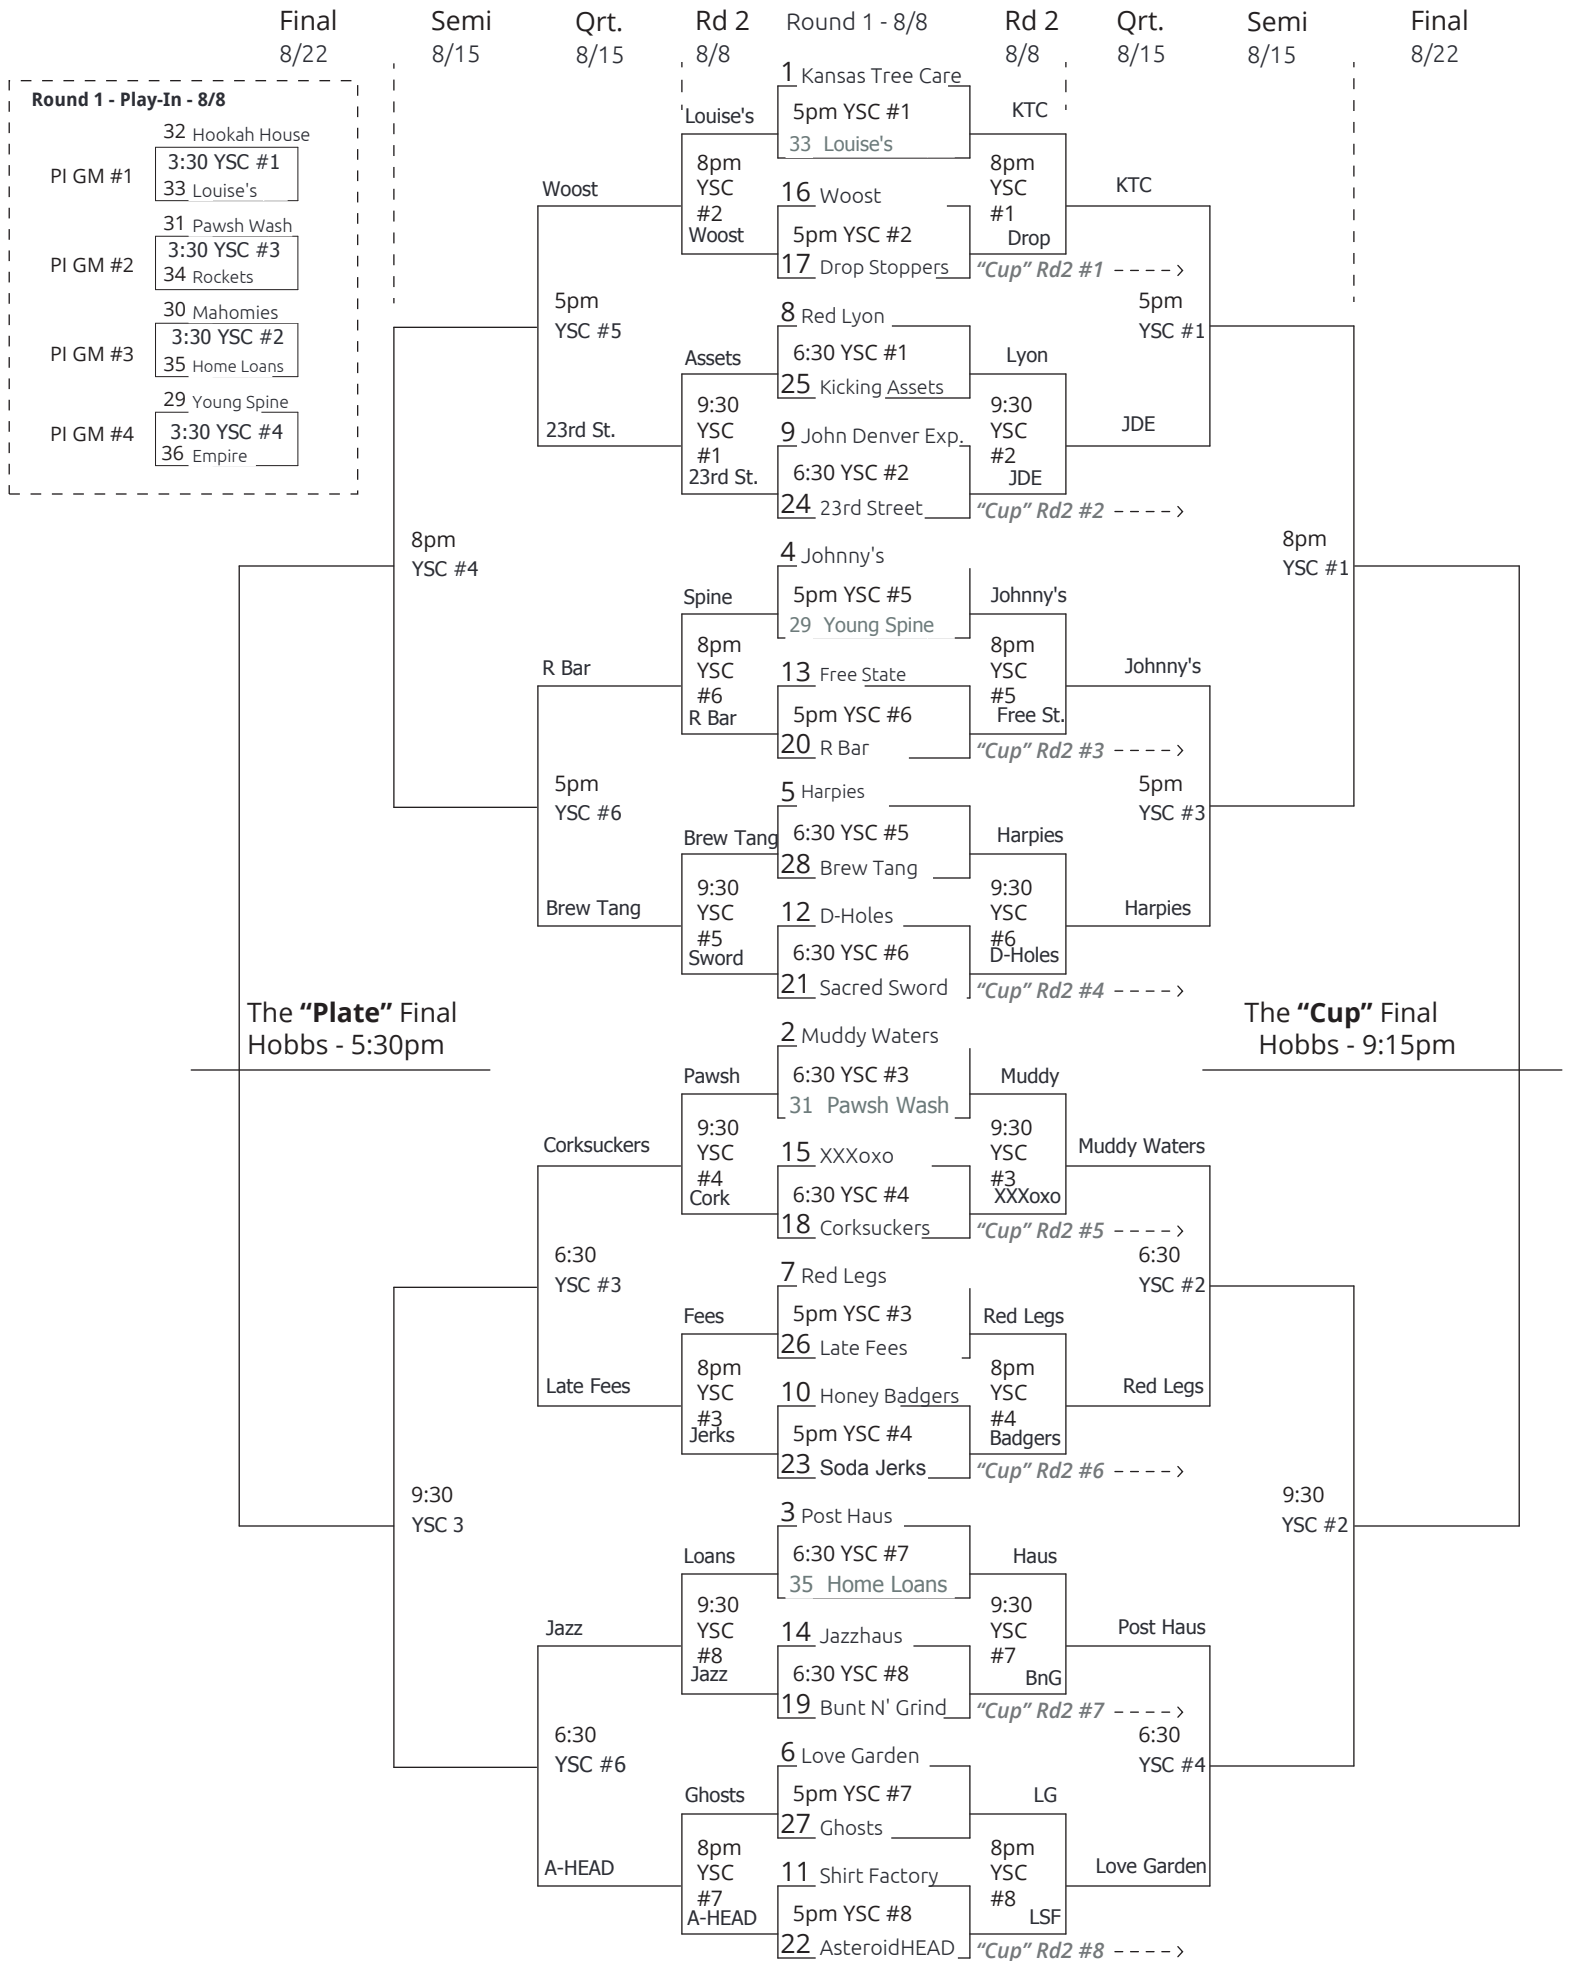 Final
8/22
Semi
8/15
Qrt.
8/15
Rd 2
8/8
Round 1 - 8/8
Rd 2
8/8
Qrt.
8/15
Semi
8/15
Final
8/22
Round 1 - Play-In - 8/8
32 Hookah House
PI GM #1
3:30 YSC #1
33 Louise's
31 Pawsh Wash
PI GM #2
3:30 YSC #3
34 Rockets
30 Mahomies
PI GM #3
3:30 YSC #2
35 Home Loans
29 Young Spine
PI GM #4
3:30 YSC #4
36 Empire
The "Plate" Final
Hobbs - 5:30pm
8pm
YSC #4
9:30
YSC 3
Woost
5pm
YSC #5
23rd St.
R Bar
5pm
YSC #6
Brew Tang
Corksuckers
6:30
YSC #3
Late Fees
Jazz
6:30
YSC #6
A-HEAD
Louise's
8pm
YSC
#2
Woost
Assets
9:30
YSC
#1
23rd St.
Spine
8pm
YSC
#6
R Bar
Brew Tang
9:30
YSC
#5
Sword
Pawsh
9:30
YSC
#4
Cork
Fees
8pm
YSC
#3
Jerks
Loans
9:30
YSC
#8
Jazz
Ghosts
8pm
YSC
#7
A-HEAD
1 Kansas Tree Care
5pm YSC #1
33 Louise's
16 Woost
5pm YSC #2
17 Drop Stoppers
8 Red Lyon
6:30 YSC #1
25 Kicking Assets
9 John Denver Exp.
6:30 YSC #2
24 23rd Street
4 Johnny's
5pm YSC #5
29 Young Spine
13 Free State
5pm YSC #6
20 R Bar
5 Harpies
6:30 YSC #5
28 Brew Tang
12 D-Holes
6:30 YSC #6
21 Sacred Sword
2 Muddy Waters
6:30 YSC #3
31 Pawsh Wash
15 XXXoxo
6:30 YSC #4
18 Corksuckers
7 Red Legs
5pm YSC #3
26 Late Fees
10 Honey Badgers
5pm YSC #4
23 Soda Jerks
3 Post Haus
6:30 YSC #7
35 Home Loans
14 Jazzhaus
6:30 YSC #8
19 Bunt N' Grind
6 Love Garden
5pm YSC #7
27 Ghosts
11 Shirt Factory
5pm YSC #8
22 AsteroidHEAD
KTC
8pm
YSC
#1
Drop
"Cup" Rd2 #1
Lyon
9:30
YSC
#2
JDE
"Cup" Rd2 #2
Johnny's
8pm
YSC
#5
Free St.
"Cup" Rd2 #3
Harpies
9:30
YSC
#6
D-Holes
"Cup" Rd2 #4
Muddy
9:30
YSC
#3
XXXoxo
"Cup" Rd2 #5
Red Legs
8pm
YSC
#4
Badgers
"Cup" Rd2 #6
Haus
9:30
YSC
#7
BnG
"Cup" Rd2 #7
LG
8pm
YSC
#8
LSF
"Cup" Rd2 #8
KTC
5pm
YSC #1
JDE
Johnny's
5pm
YSC #3
Harpies
Muddy Waters
6:30
YSC #2
Red Legs
Post Haus
6:30
YSC #4
Love Garden
8pm
YSC #1
9:30
YSC #2
The "Cup" Final
Hobbs - 9:15pm